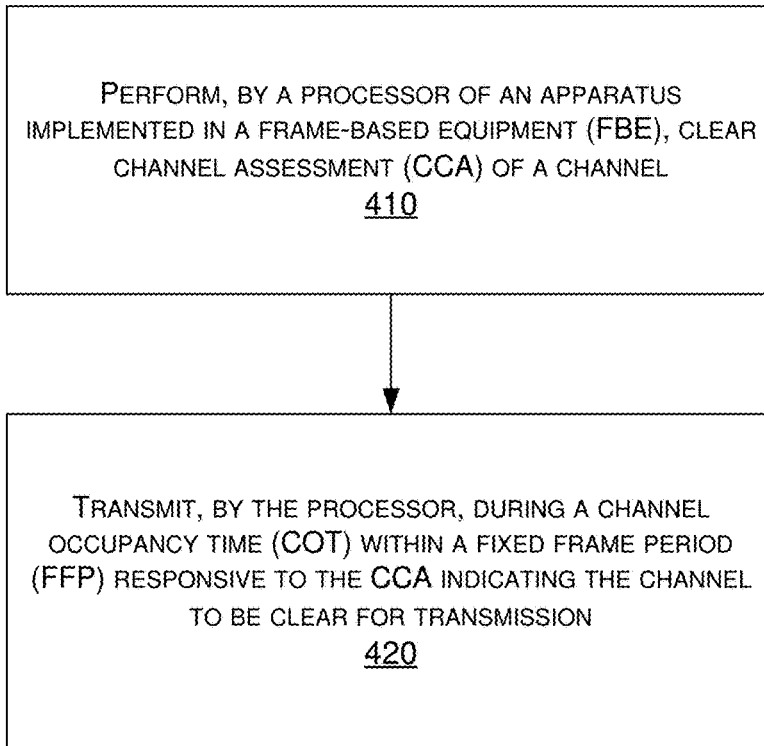 PERFORM, BY A PROCESSOR OF AN APPARATUS
IMPLEMENTED IN A FRAME-BASED EQUIPMENT (FBE), CLEAR
CHANNEL ASSESSMENT (CCA) OF A CHANNEL
410
TRANSMIT, BY THE PROCESSOR, DURING A CHANNEL
OCCUPANCY TIME (COT) WITHIN A FIXED FRAME PERIOD
(FFP) RESPONSIVE TO THE CCA INDICATING THE CHANNEL
TO BE CLEAR FOR TRANSMISSION
420